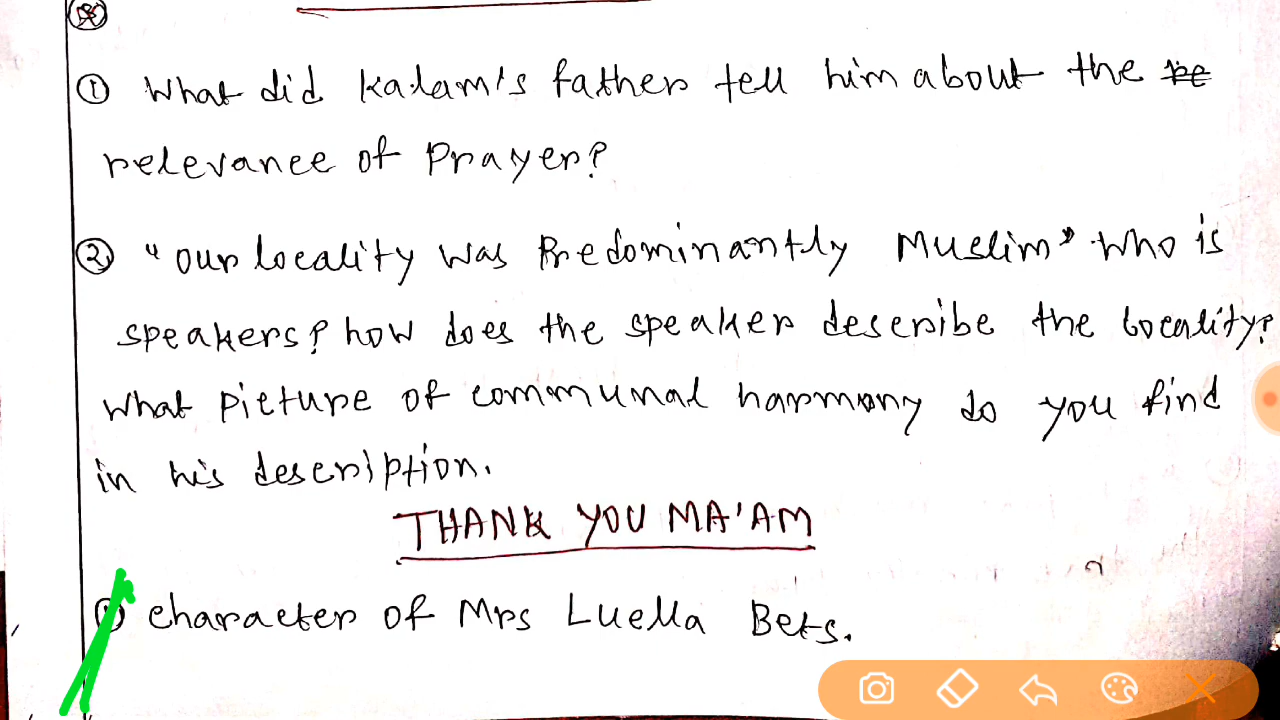 ① What did Kalam's father tell him about the re
relevance of Prayer?
② "our locality was Predominantly Muslim" who is
speakers? how does the speaker describe the locality?
what picture of communal harmony do you find
in his description.
THANK YOU MA'AM
① character of Mrs Luella Bets.